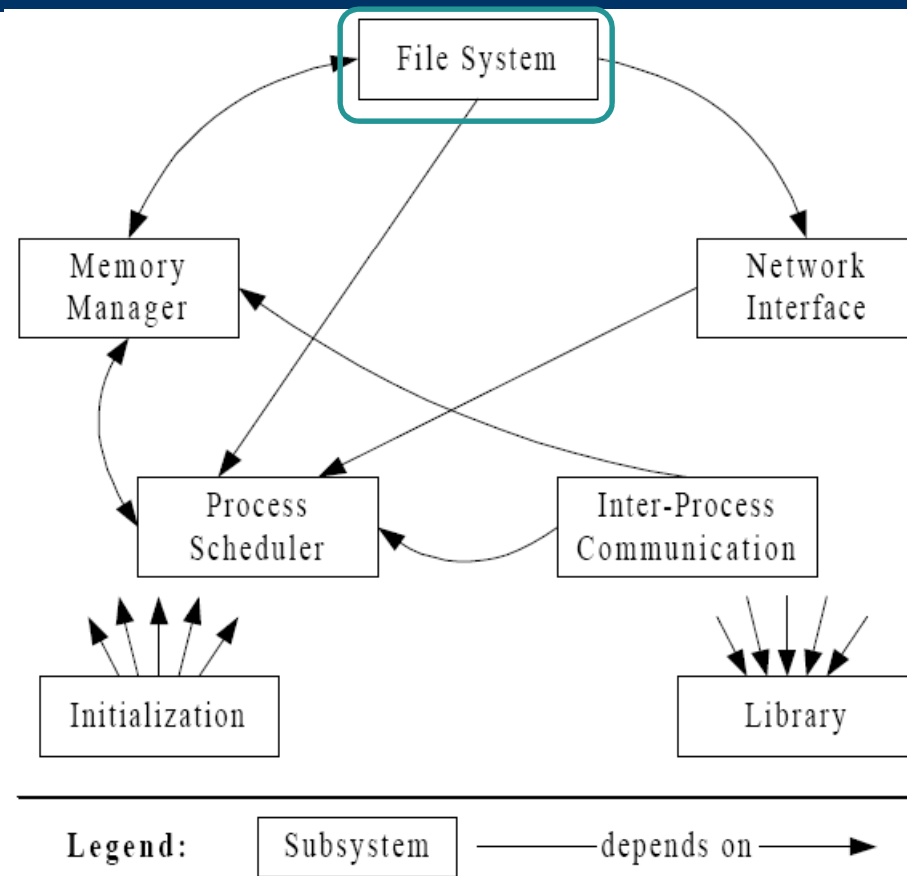 File System
Memory
Manager
Network
Interface
Process
Scheduler
Inter-Process
Communication
Initialization
Library
Legend:
Subsystem
depends on